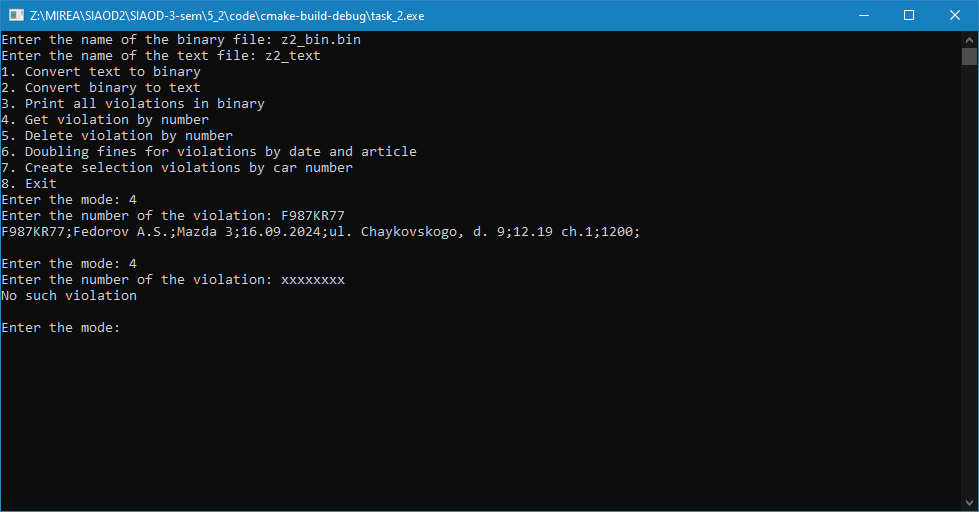 Z:\MIREA\SIAOD2\SIAOD-3-sem\5_2\code\cmake-build-debug\task_2.exe
Enter the name of the binary file: z2_bin.bin
Enter the name of the text file: z2_text
1. Convert text to binary
2. Convert binary to text
3. Print all violations in binary
4. Get violation by number
5. Delete violation by number
6. Doubling fines for violations by date and article
7. Create selection violations by car number
8. Exit
Enter the mode: 4
Enter the number of the violation: F987KR77
F987KR77;Fedorov A.S.;Mazda 3;16.09.2024;ul. Chaykovskogo, d. 9;12.19 ch.1;1200;
Enter the mode: 4
Enter the number of the violation: xxxxxxxx
No such violation
Enter the mode: